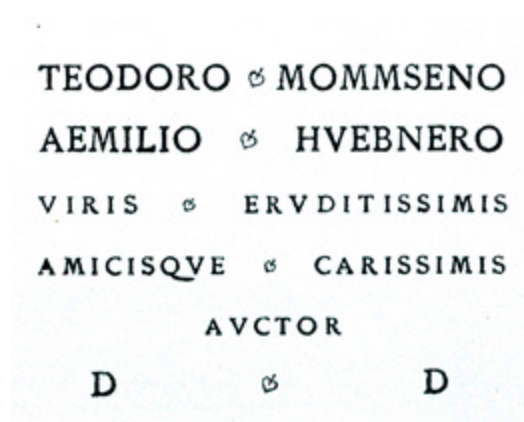 TEODORO ❦ MOMMSENO
AEMILIO ❦ HVEBNERO
VIRIS ❦ ERVDITISSIMIS
AMICISQVE ❦ CARISSIMIS
AVCTOR
D ❦ D